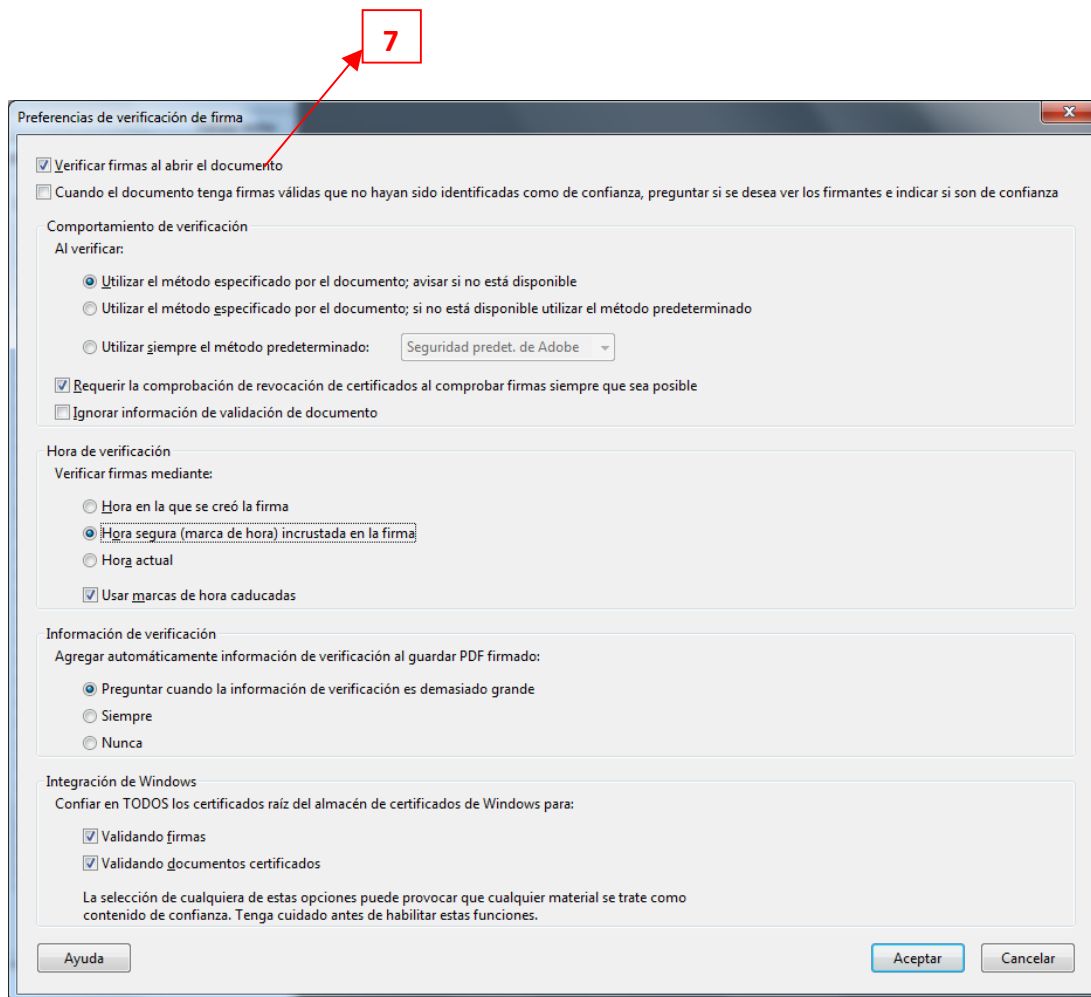 7
Preferencias de verificación de firma
Verificar firmas al abrir el documento
Cuando el documento tenga firmas válidas que no hayan sido identificadas como de confianza, preguntar si se desea ver los firmantes e indicar si son de confianza
Comportamiento de verificación
Al verificar:
Utilizar el método especificado por el documento; avisar si no está disponible
Utilizar el método especificado por el documento; si no está disponible utilizar el método predeterminado
Utilizar siempre el método predeterminado: Seguridad predet. de Adobe
Requerir la comprobación de revocación de certificados al comprobar firmas siempre que sea posible
Ignorar información de validación de documento
Hora de verificación
Verificar firmas mediante:
Hora en la que se creó la firma
Hora segura (marca de hora) incrustada en la firma
Hora actual
Usar marcas de hora caducadas
Información de verificación
Agregar automáticamente información de verificación al guardar PDF firmado:
Preguntar cuando la información de verificación es demasiado grande
Siempre
Nunca
Integración de Windows
Confiar en TODOS los certificados raíz del almacén de certificados de Windows para:
Validando firmas
Validando documentos certificados
La selección de cualquiera de estas opciones puede provocar que cualquier material se trate como
contenido de confianza. Tenga cuidado antes de habilitar estas funciones.
Ayuda Aceptar Cancelar